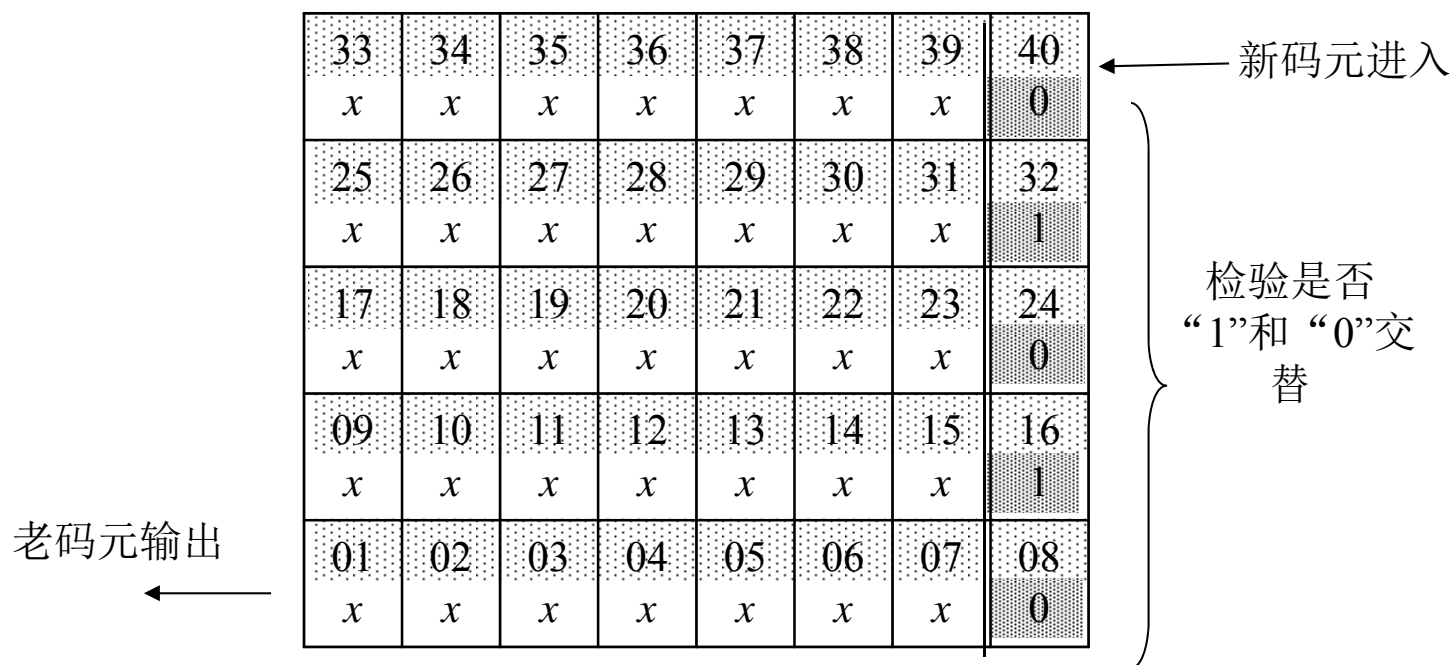 33 34 35 36 37 38 39 40
x x x x x x x 0
新码元进入
25 26 27 28 29 30 31 32
x x x x x x x 1
17 18 19 20 21 22 23 24
x x x x x x x 0
检验是否
“1”和“0”交
替
09 10 11 12 13 14 15 16
x x x x x x x 1
老码元输出
01 02 03 04 05 06 07 08
x x x x x x x 0